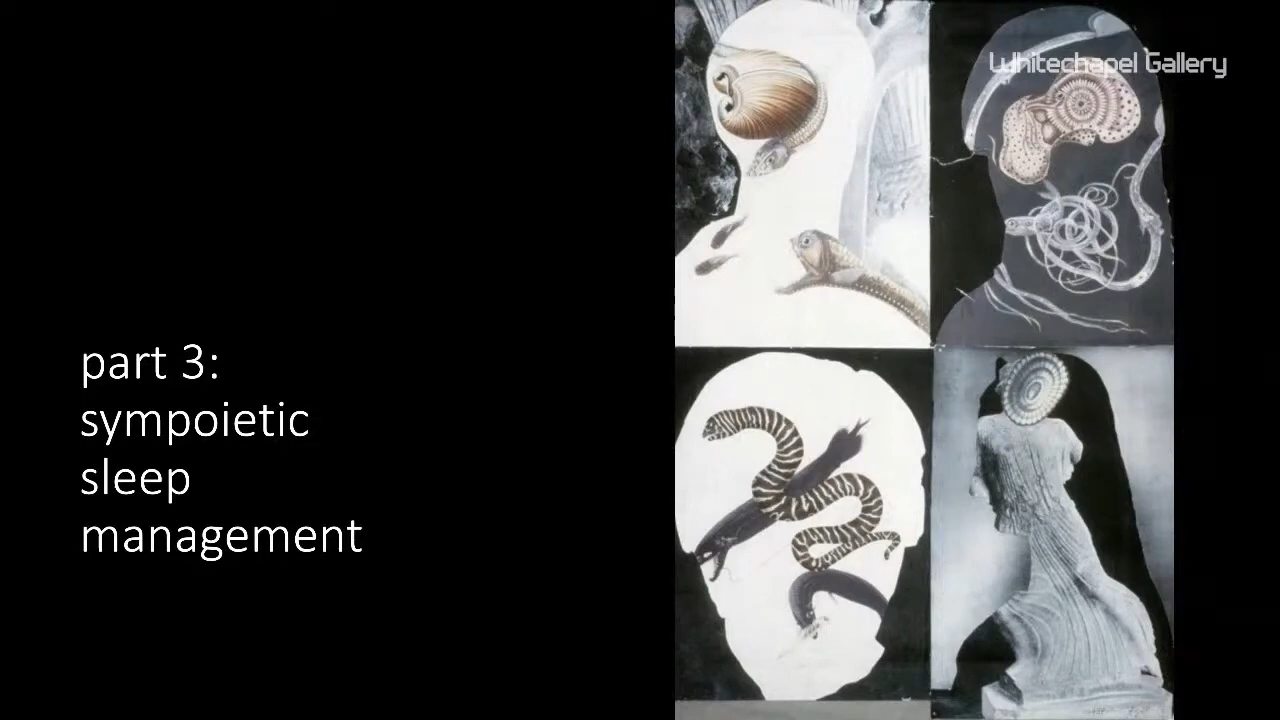 Whitechapel Gallery
part 3:
sympoietic
sleep
management